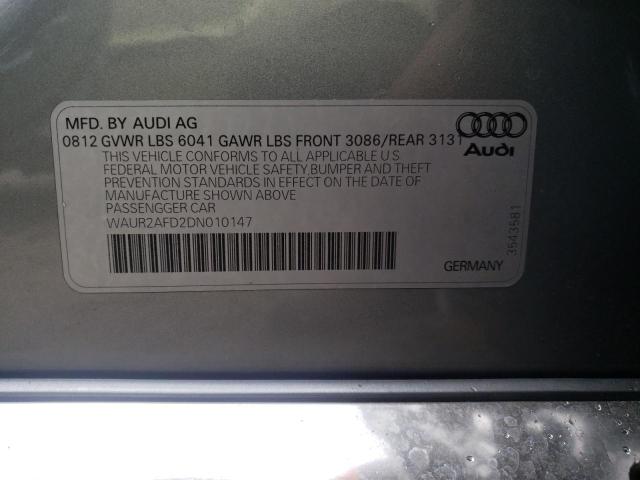 MFD. BY AUDI AG
0812 GVWR LBS 6041 GAWR LBS FRONT 3086/REAR 3131
THIS VEHICLE CONFORMS TO ALL APPLICABLE U S
FEDERAL MOTOR VEHICLE SAFETY BUMPER AND THEFT
PREVENTION STANDARDS IN EFFECT ON THE DATE OF
MANUFACTURE SHOWN ABOVE
PASSENGGER CAR
WAUR2AFD2DN010147
Audi
3543581
GERMANY